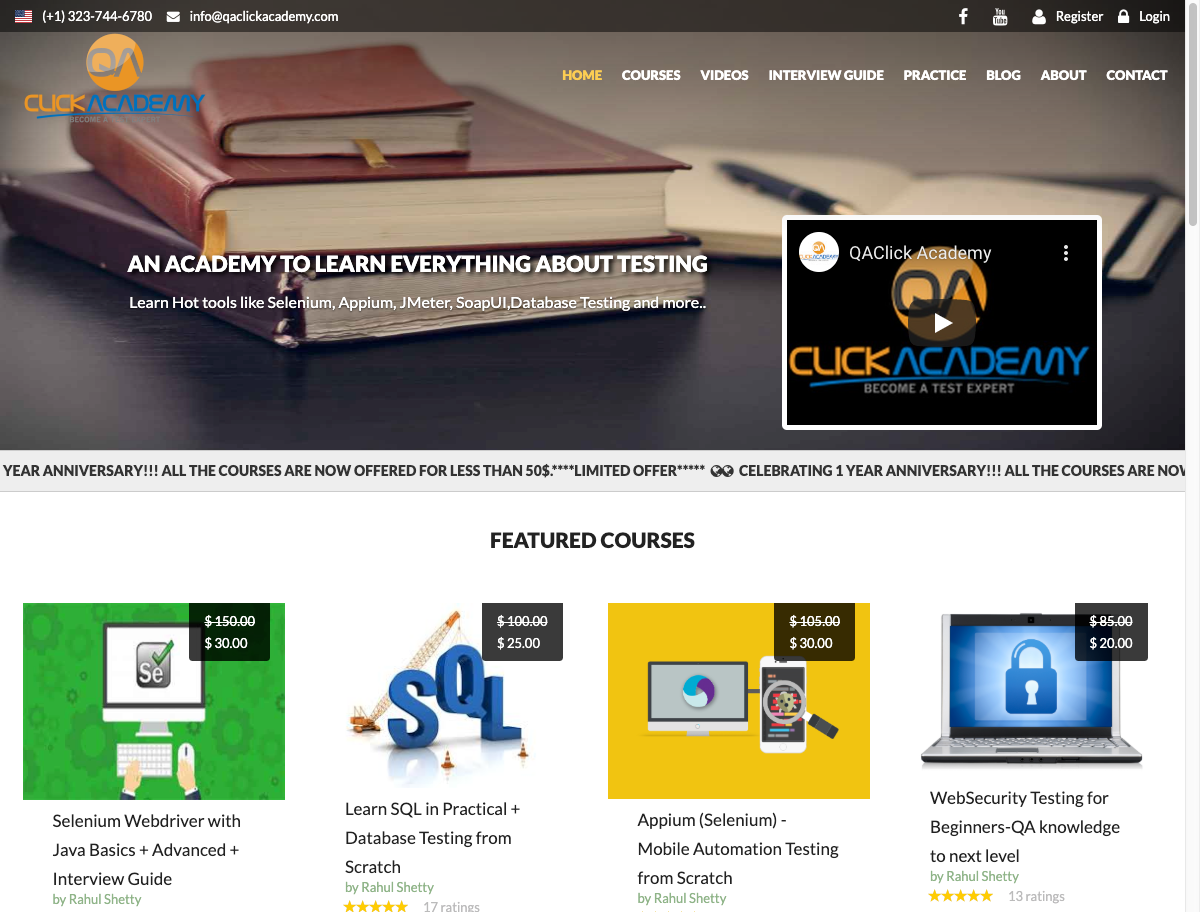 (+1) 323-744-6780 info@qaclickacademy.com
You
Tube
Register Login
QA
CLICKACADEMY
BECOME A TEST EXPERT
HOME COURSES VIDEOS INTERVIEW GUIDE PRACTICE BLOG ABOUT CONTACT
AN ACADEMY TO LEARN EVERYTHING ABOUT TESTING
Learn Hot tools like Selenium, Appium, JMeter, SoapUI,Database Testing and more..
QAClick Academy
QA
CLICKACADEMY
BECOME A TEST EXPERT
YEAR ANNIVERSARY!!! ALL THE COURSES ARE NOW OFFERED FOR LESS THAN 50$.****LIMITED OFFER***** CELEBRATING 1 YEAR ANNIVERSARY!!! ALL THE COURSES ARE NOW
FEATURED COURSES
Se
$ 150.00
$ 30.00
Selenium Webdriver with
Java Basics + Advanced +
Interview Guide
by Rahul Shetty
SQL
$ 100.00
$ 25.00
Learn SQL in Practical +
Database Testing from
Scratch
by Rahul Shetty
17 ratings
$ 105.00
$ 30.00
Appium (Selenium) -
Mobile Automation Testing
from Scratch
by Rahul Shetty
$ 85.00
$ 20.00
WebSecurity Testing for
Beginners-QA knowledge
to next level
by Rahul Shetty
13 ratings